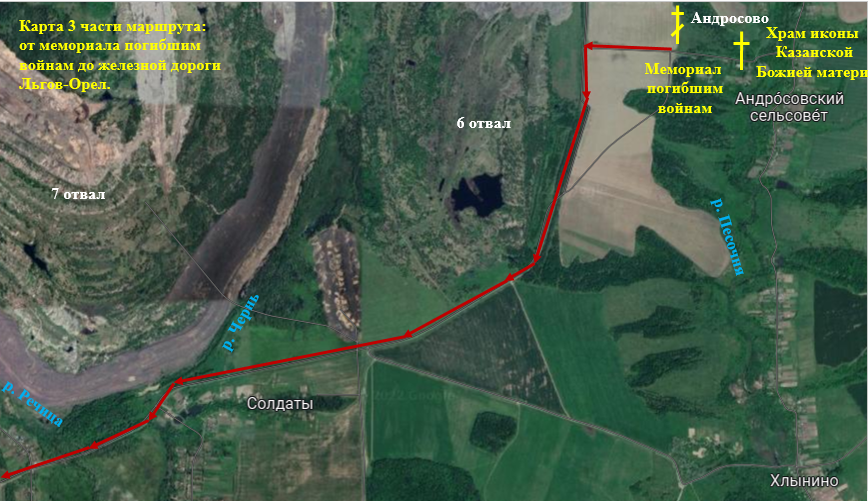 Карта 3 части маршрута:
от мемориала погибшим
войнам до железной дороги
Льгов-Орел.
Андросово
Храм иконы
Казанской
Божией матери
Мемориал
погибшим
войнам
Андро́совский
сельсове́т
6 отвал
7 отвал
р. Песочня
р. Чернь
р. Речица
Солдаты
Хлынино